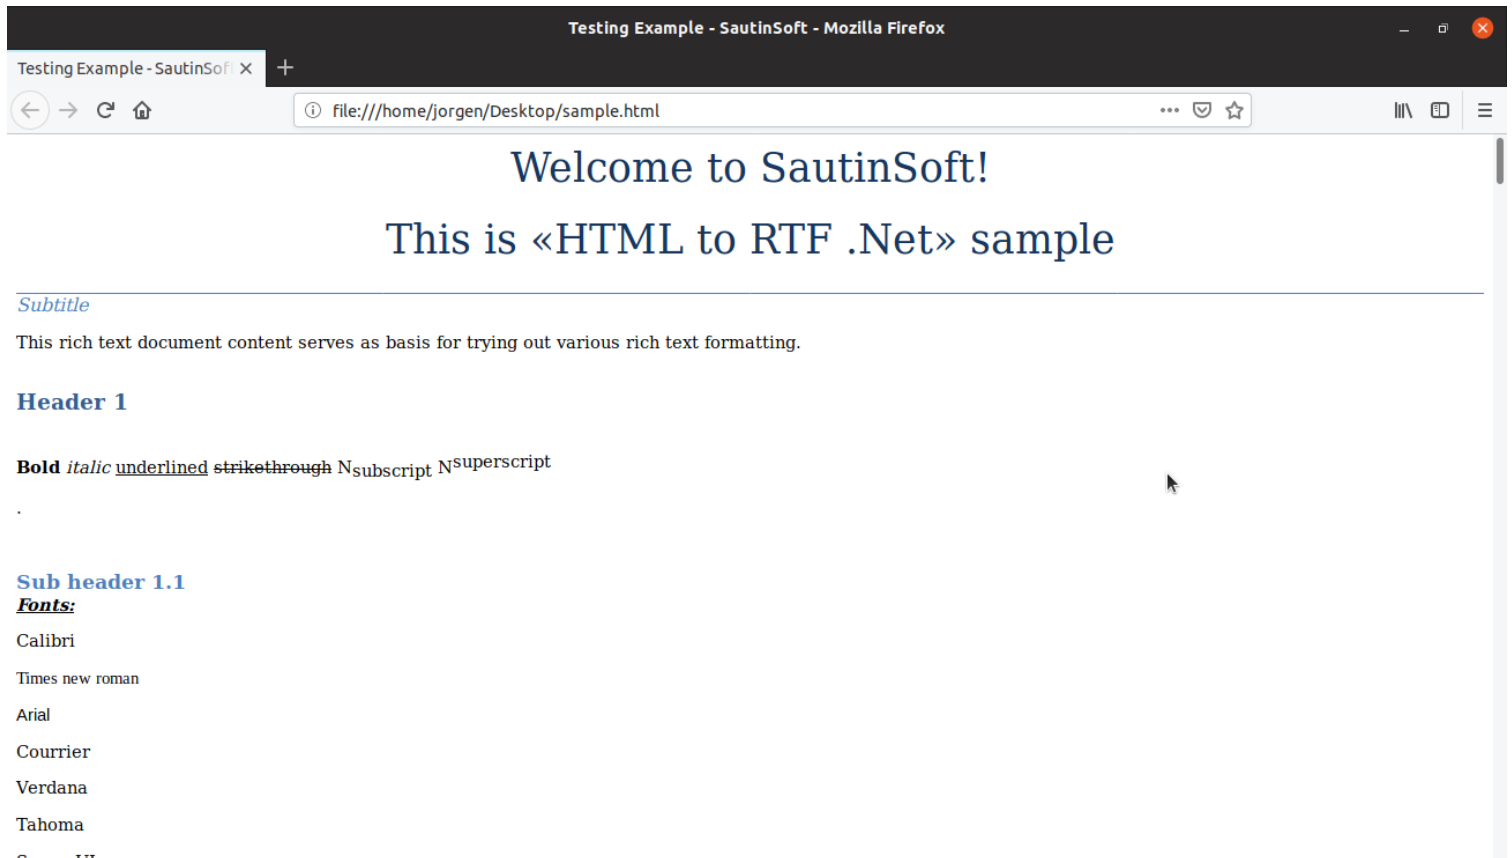 Testing Example - SautinSoft - Mozilla Firefox
Testing Example - SautinSof
file:///home/jorgen/Desktop/sample.html
Welcome to SautinSoft!
This is «HTML to RTF .Net» sample
Subtitle
This rich text document content serves as basis for trying out various rich text formatting.
Header 1
Bold italic underlined strikethrough Nsubscript Nsuperscript
.
Sub header 1.1
Fonts:
Calibri
Times new roman
Arial
Courrier
Verdana
Tahoma